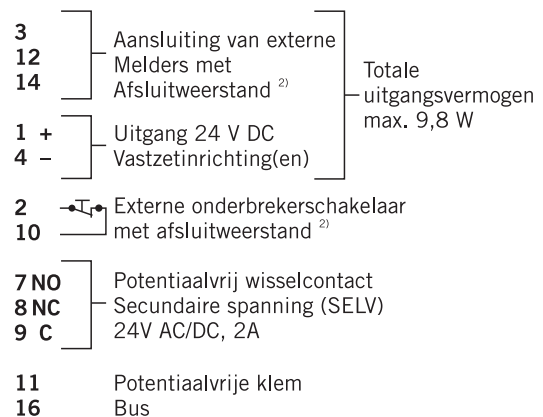 3
12
14
Aansluiting van externe
Melders met
Afsluitweerstand 2)
1 +
4 –
Uitgang 24 V DC
Vastzetinrichting(en)
Totale
uitgangsvermogen
max. 9,8 W
2
10
Externe onderbrekerschakelaar
met afsluitweerstand 2)
7 NO
8 NC
9 C
Potentiaalvrij wisselcontact
Secundaire spanning (SELV)
24V AC/DC, 2A
11 Potentiaalvrije klem
16 Bus